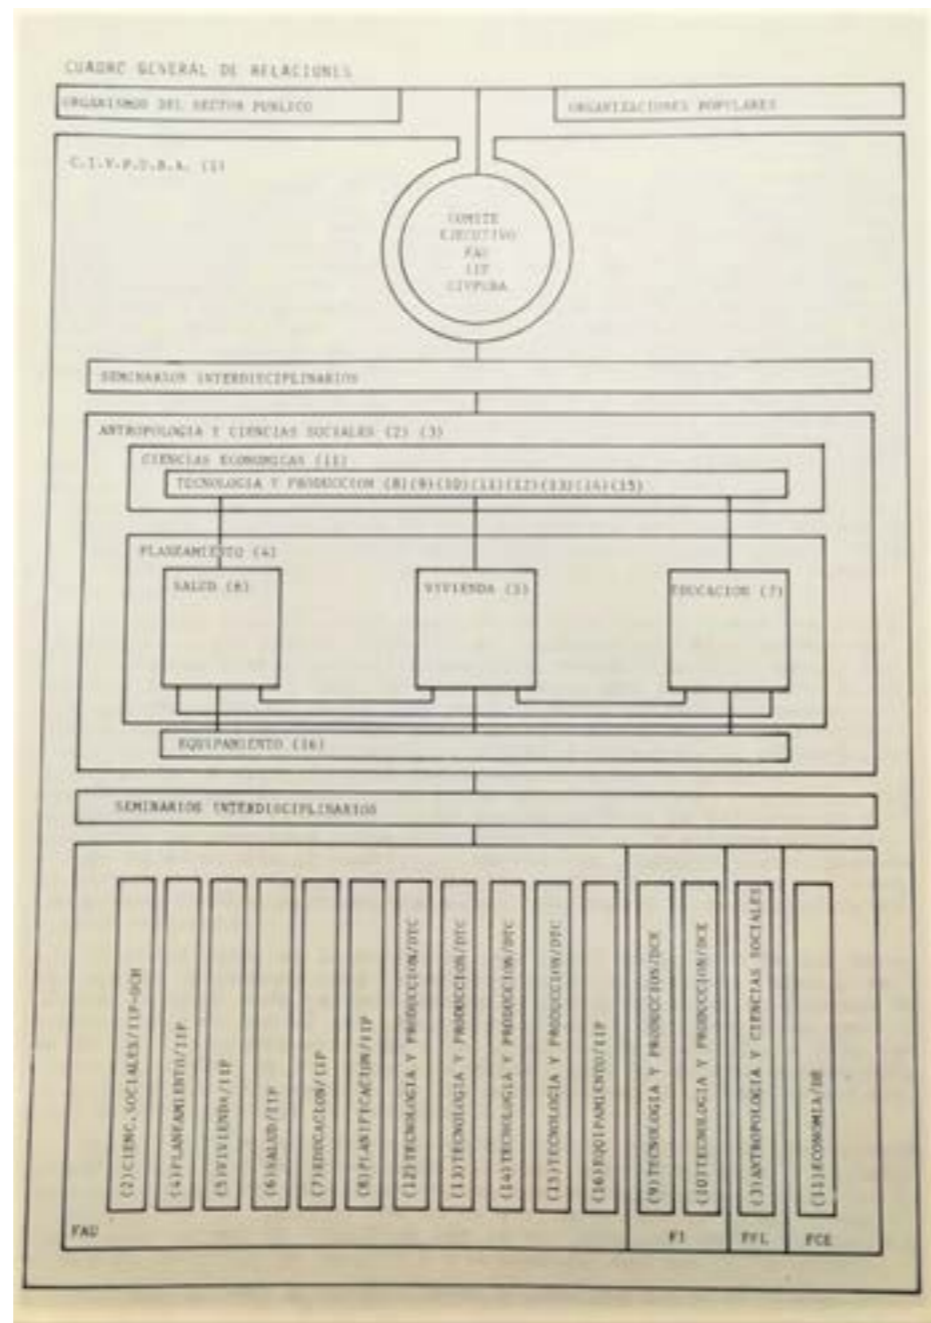 CUADRO GENERAL DE RELACIONES
ORGANISMOS DEL SECTOR PUBLICO
ORGANIZACIONES POPULARES
C.I.V.P.U.B.A. (1)
COMITE
EJECUTIVO
FAU
IIP
CIVPUBA
SEMINARIOS INTERDISCIPLINARIOS
ANTROPOLOGIA Y CIENCIAS SOCIALES (2) (3)
CIENCIAS ECONOMICAS (11)
TECNOLOGIA Y PRODUCCION (8)(9)(10)(11)(12)(13)(14)(15)
PLANEAMIENTO (4)
SALUD (6)
VIVIENDA (5)
EDUCACION (7)
EQUIPAMIENTO (16)
SEMINARIOS INTERDISCIPLINARIOS
(2)CIENC.SOCIALES/IIP-DCH
(4)PLANEAMIENTO/IIP
(5)VIVIENDA/IIP
(6)SALUD/IIP
(7)EDUCACION/IIP
(8)PLANIFICACION/IIP
(12)TECNOLOGIA Y PRODUCCION/DTC
(13)TECNOLOGIA Y PRODUCCION/DTC
(14)TECNOLOGIA Y PRODUCCION/DTC
(15)TECNOLOGIA Y PRODUCCION/DTC
(16)EQUIPAMIENTO/IIP
(9)TECNOLOGIA Y PRODUCCION/DCE
(10)TECNOLOGIA Y PRODUCCION/DCE
(3)ANTROPOLOGIA Y CIENCIAS SOCIALES
(11)ECONOMIA/DE
FAU
FI
FFL
FCE